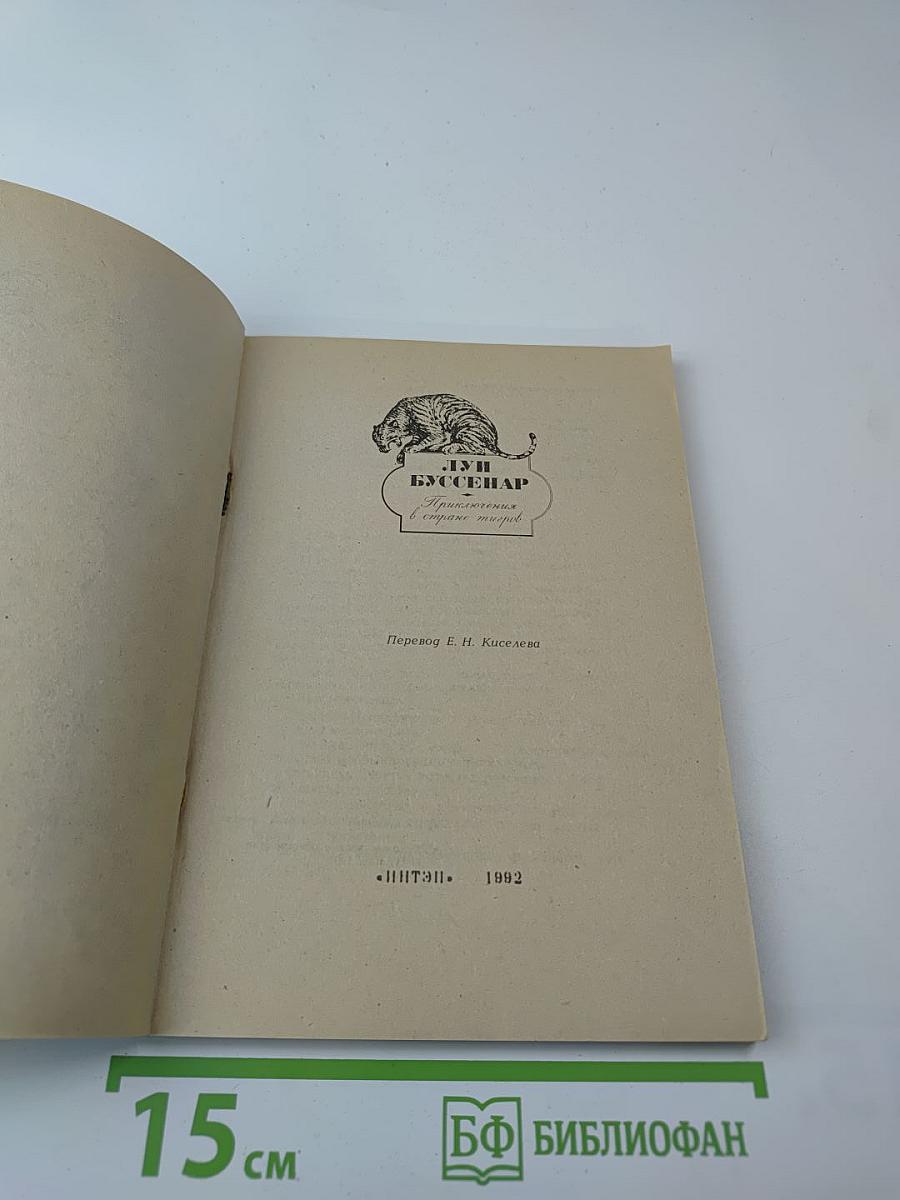 ЛУИ
БУССЕНАР
Приключения
в стране тигров
Перевод Е. Н. Киселева
«ИНТЭП» 1992
15 см
БФ БИБЛИОФАН